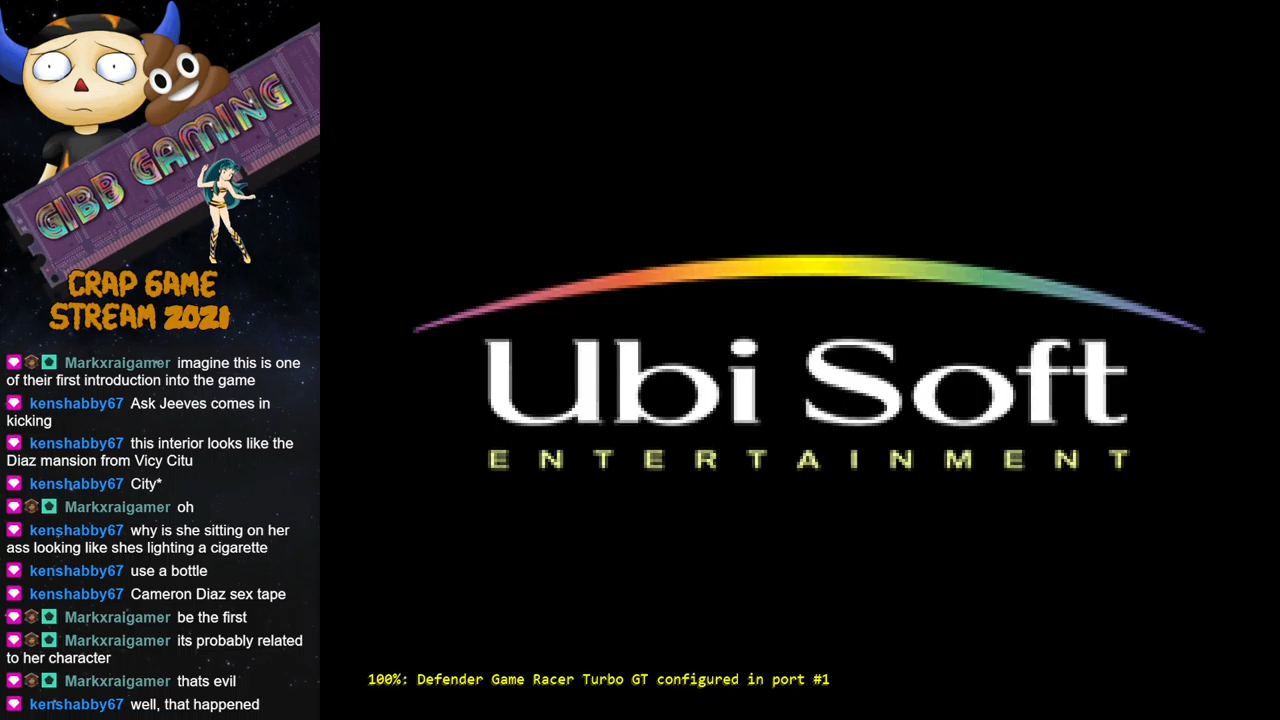 GIBB GAMING
CRAP GAME
STREAM 2021
Markxraigamer imagine this is one
of their first introduction into the game
kenshabby67 Ask Jeeves comes in
kicking
kenshabby67 this interior looks like the
Diaz mansion from Vicy Citu
kenshabby67 City*
Markxraigamer oh
kenshabby67 why is she sitting on her
ass looking like shes lighting a cigarette
kenshabby67 use a bottle
kenshabby67 Cameron Diaz sex tape
Markxraigamer be the first
Markxraigamer its probably related
to her character
Markxraigamer thats evil
kenshabby67 well, that happened
Ubi Soft
ENTERTAINMENT
100%: Defender Game Racer Turbo GT configured in port #1